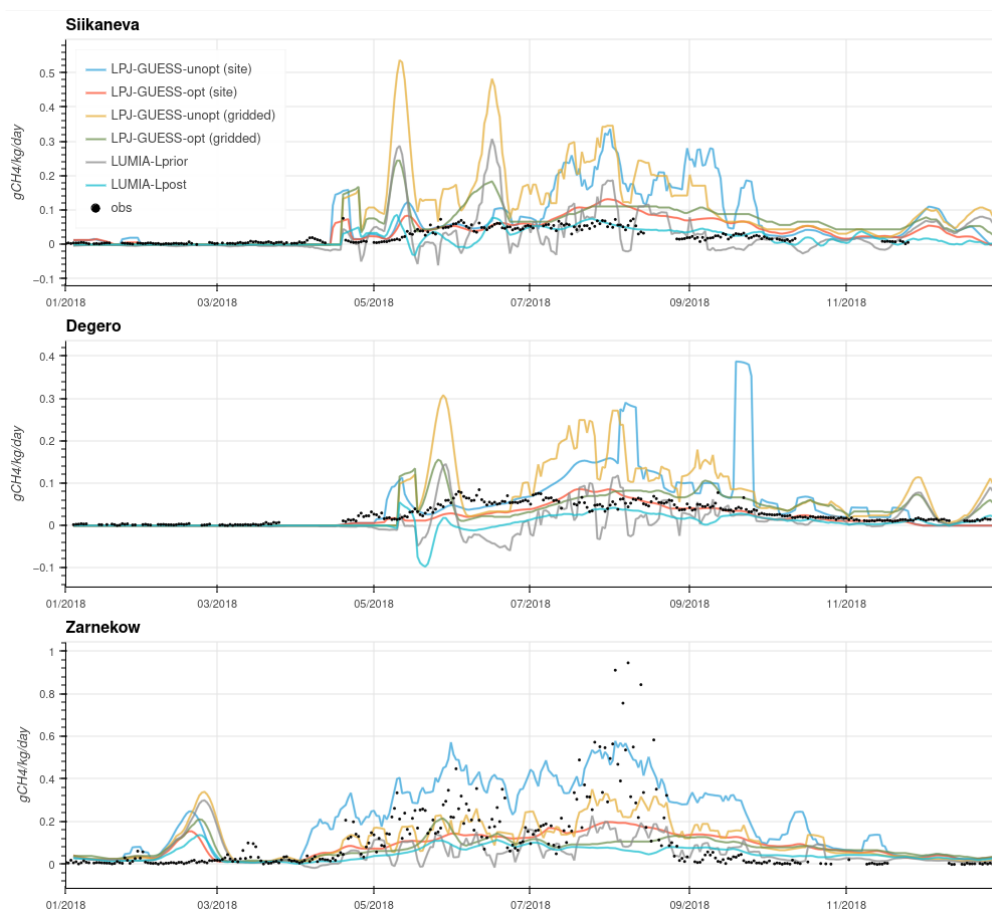 Siikaneva
gCH4/kg/day
0.5
0.4
0.3
0.2
0.1
0
−0.1
LPJ-GUESS-unopt (site)
LPJ-GUESS-opt (site)
LPJ-GUESS-unopt (gridded)
LPJ-GUESS-opt (gridded)
LUMIA-Lprior
LUMIA-Lpost
obs
01/2018 03/2018 05/2018 07/2018 09/2018 11/2018
Degero
gCH4/kg/day
0.4
0.3
0.2
0.1
0
−0.1
01/2018 03/2018 05/2018 07/2018 09/2018 11/2018
Zarnekow
gCH4/kg/day
1
0.8
0.6
0.4
0.2
0
01/2018 03/2018 05/2018 07/2018 09/2018 11/2018